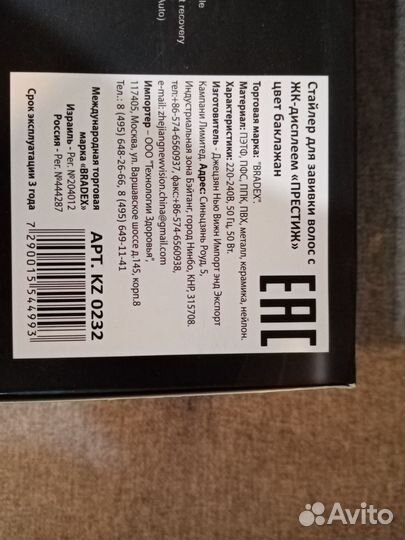 t recovery
Auto)
Стайлер для завивки волос с
ЖК-дисплеем «ПРЕСТИЖ»
цвет баклажан
Торговая марка: "BRADEX".
Материал: ПЭТФ, ПФС, ППК, ПВХ, металл, керамика, нейлон.
Характеристики: 220-240В, 50 Гц, 50 Вт.
Изготовитель - Джецзян Нью Вижн Импорт энд Экспорт
Кампани Лимитед. Адрес: Синьцзянь Роуд, 5,
Индустриальная зона Бэйтанг, город Нинбо, КНР, 315708.
тел:+86-574-6560937, факс:+86-574-6560938,
e-mail: zhejiangnewvision.china@gmail.com
Импортер – ООО "Технологии Здоровья",
117405, Москва, ул. Варшавское шоссе д.145, корп.8
Тел.: 8 (495) 648-26-66, 8 (495) 649-11-41
EAC
АРТ. KZ 0232
Международная торговая
марка «BRADEX»
Израиль - Рег. №204012
Россия - Рег. №444287
Срок эксплуатации 3 года
7 290015 544993
Avito